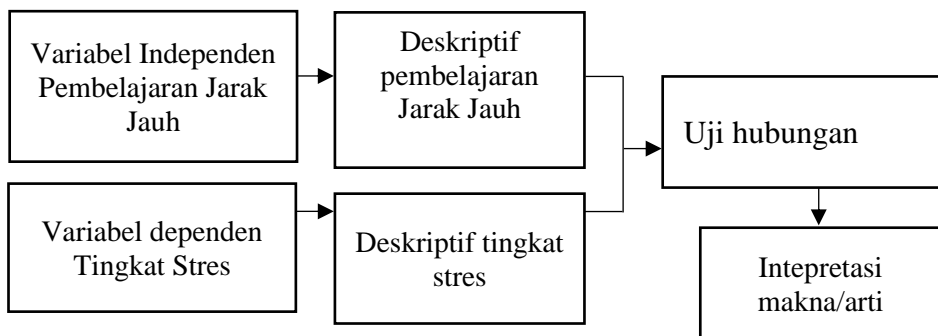 Variabel Independen
Pembelajaran Jarak
Jauh
Deskriptif
pembelajaran
Jarak Jauh
Uji hubungan
Variabel dependen
Tingkat Stres
Deskriptif tingkat
stres
Intepretasi
makna/arti